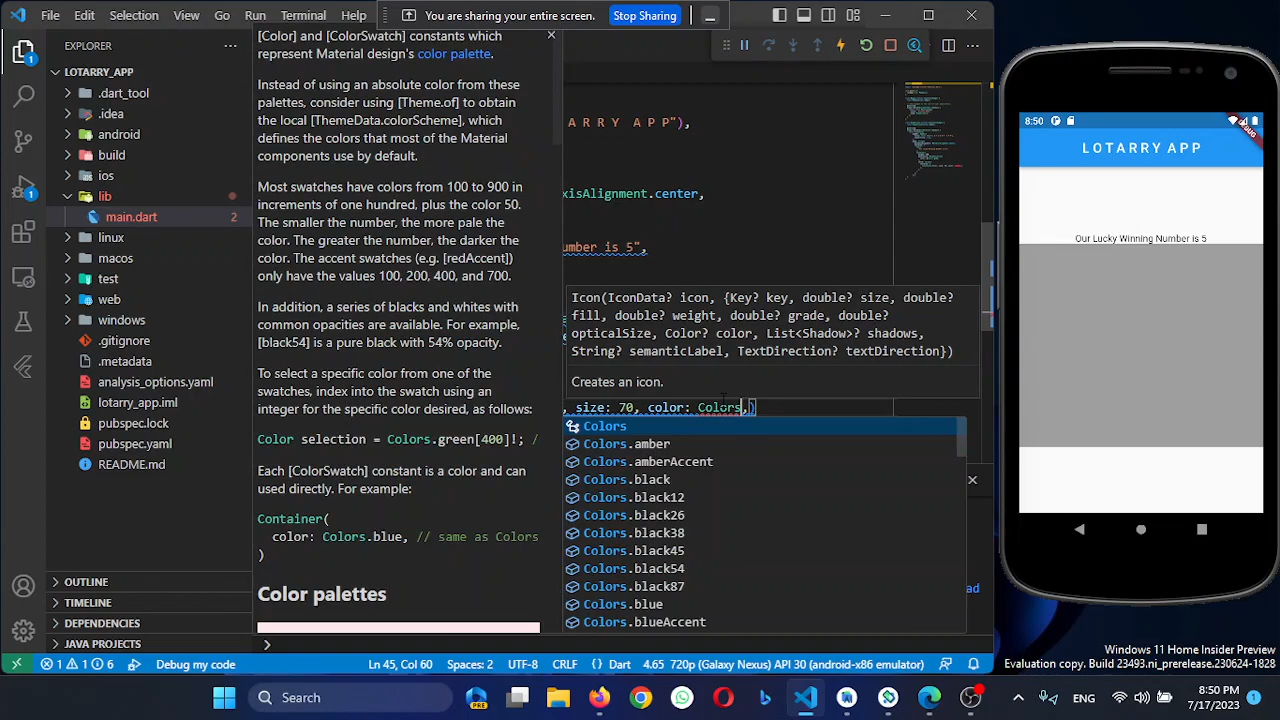 File
Edit
Selection
View
Go
Run
Terminal
Help
You are sharing your entire screen.
Stop Sharing
EXPLORER
LOTARRY_APP
.dart_tool
.idea
android
build
ios
lib
main.dart
2
linux
macos
test
web
windows
.gitignore
.metadata
analysis_options.yaml
lotarry_app.iml
pubspec.lock
pubspec.yaml
README.md
OUTLINE
TIMELINE
DEPENDENCIES
JAVA PROJECTS
1
1
[Color] and [ColorSwatch] constants which
represent Material design's color palette.
Instead of using an absolute color from these
palettes, consider using [Theme.of] to obtain
the local [ThemeData.colorScheme], which
defines the colors that most of the Material
components use by default.
Most swatches have colors from 100 to 900 in
increments of one hundred, plus the color 50.
The smaller the number, the more pale the
color. The greater the number, the darker the
color. The accent swatches (e.g. [redAccent])
only have the values 100, 200, 400, and 700.
In addition, a series of blacks and whites with
common opacities are available. For example,
[black54] is a pure black with 54% opacity.
To select a specific color from one of the
swatches, index into the swatch using an
integer for the specific color desired, as follows:
Color selection = Colors.green[400]!; /
Each [ColorSwatch] constant is a color and can
used directly. For example:
Container(
color: Colors.blue, // same as Colors
)
Color palettes
A R R Y  A P P"),
xisAlignment.center,
umber is 5",
Icon(IconData? icon, {Key? key, double? size, double?
fill, double? weight, double? grade, double?
opticalSize, Color? color, List<Shadow>? shadows,
String? semanticLabel, TextDirection? textDirection})
Creates an icon.
, size: 70, color: Colors,)
Colors
Colors.amber
Colors.amberAccent
Colors.black
Colors.black12
Colors.black26
Colors.black38
Colors.black45
Colors.black54
Colors.black87
Colors.blue
Colors.blueAccent
ad
8:50
DEBUG
LOTARRY APP
Our Lucky Winning Number is 5
1 1 6
Debug my code
Ln 45, Col 60
Spaces: 2
UTF-8
CRLF
{} Dart
4.65
720p (Galaxy Nexus) API 30 (android-x86 emulator)
Windows 11 Home Insider Preview
Evaluation copy. Build 23493.ni_prerelease.230624-1828
Search
PRE
ENG
8:50 PM
7/17/2023
1